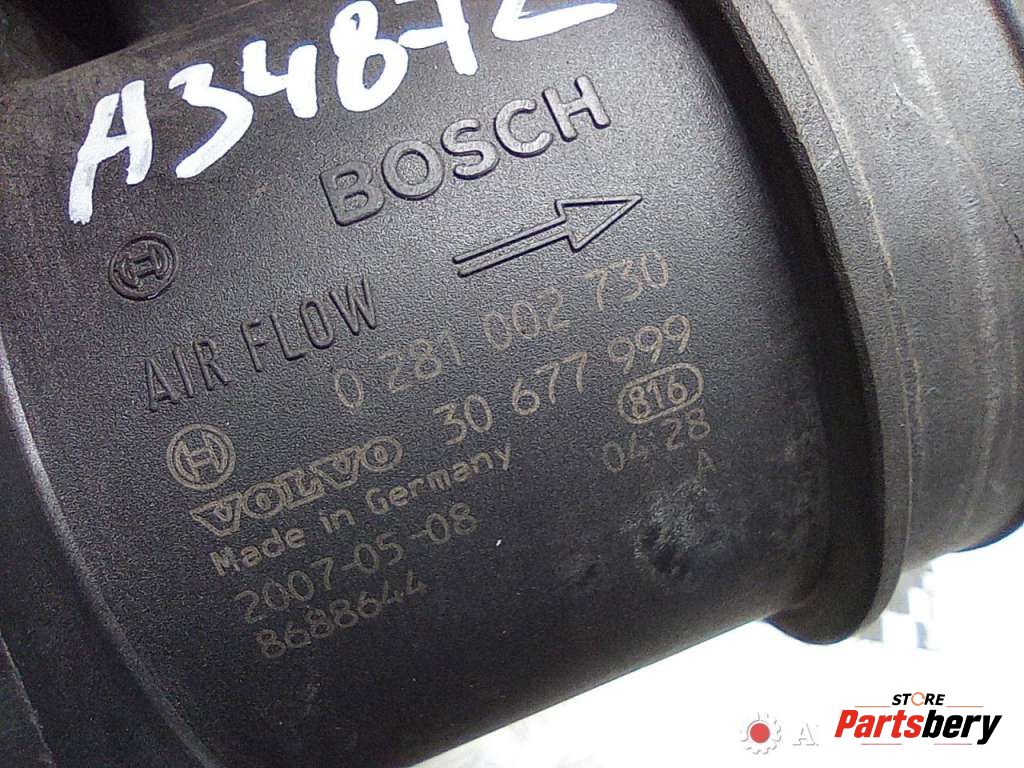 A34872
BOSCH
AIR FLOW
0 281 002 730
30 677 999
VOLVO
816
Made in Germany
04:28
A
2007-05-08
8688644
STORE
Partsbery